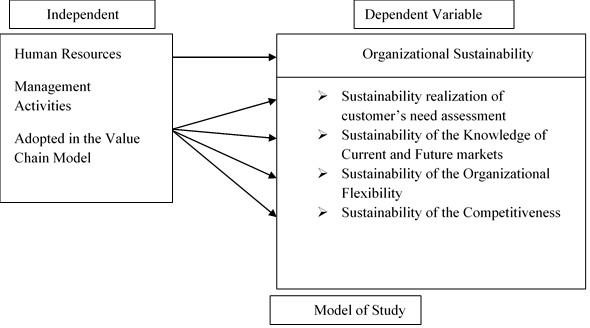 Independent
Human Resources
Management
Activities
Adopted in the Value
Chain Model
Dependent Variable
Organizational Sustainability
➢ Sustainability realization of
customer's need assessment
➢ Sustainability of the Knowledge of
Current and Future markets
➢ Sustainability of the Organizational
Flexibility
➢ Sustainability of the Competitiveness
Model of Study